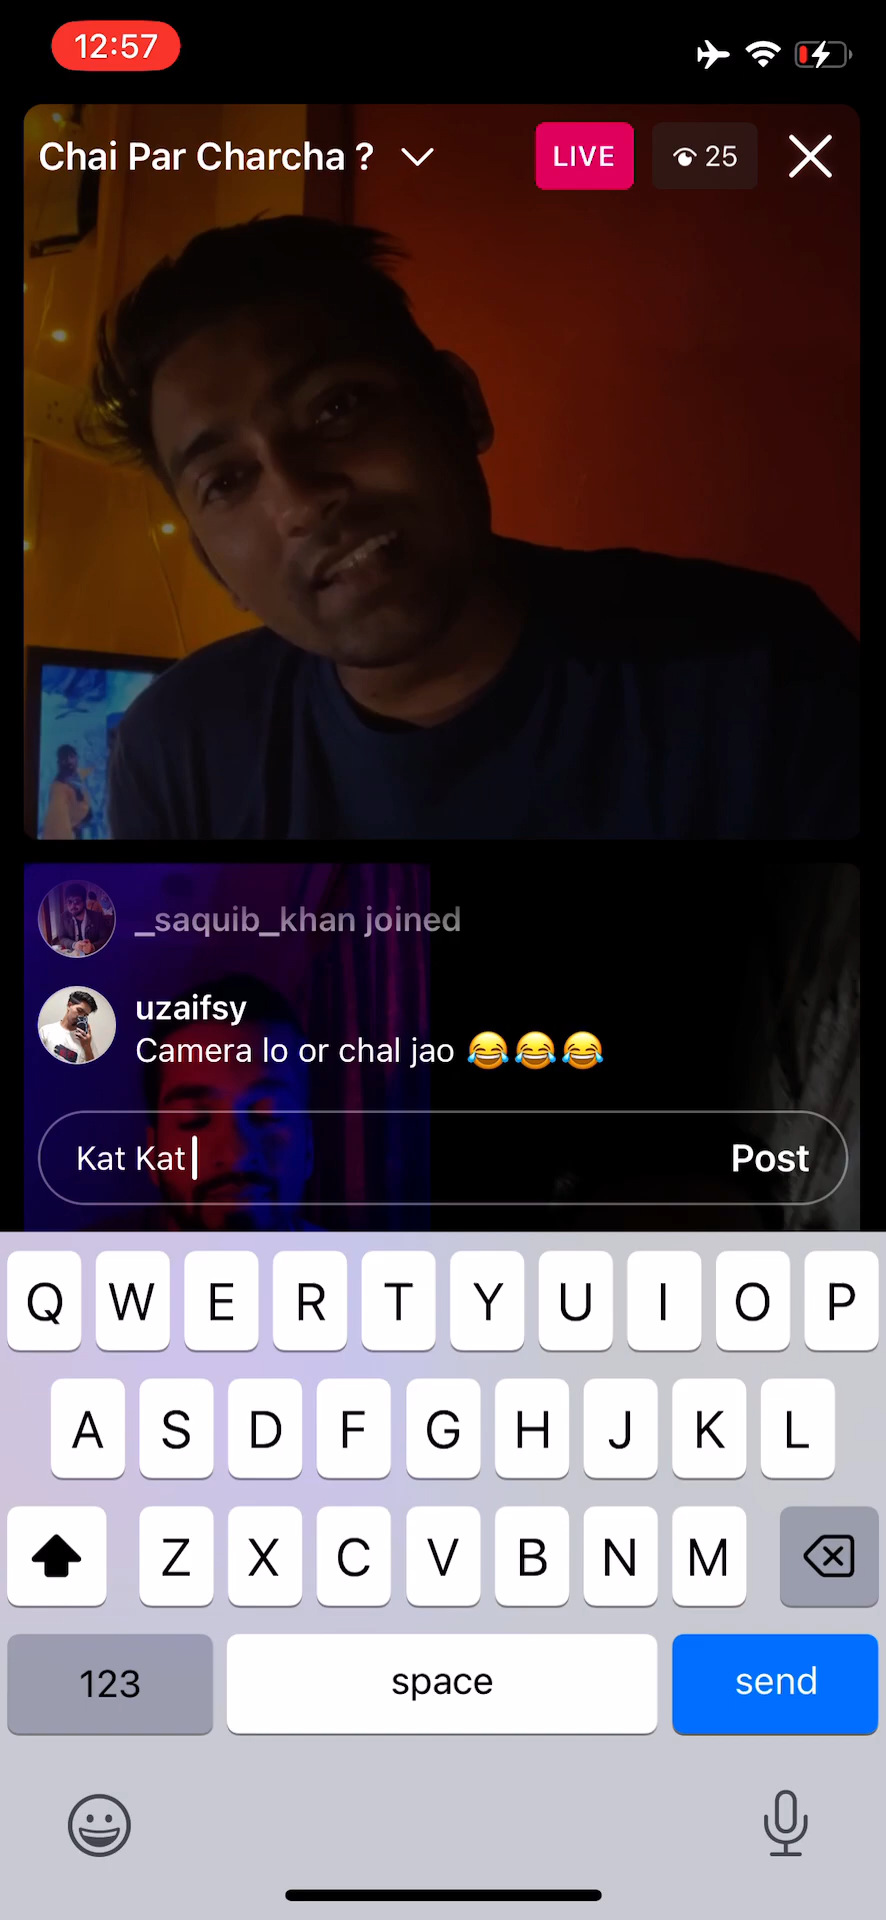 12:57
Chai Par Charcha ?
LIVE
25
_saquib_khan joined
uzaifsy
Camera lo or chal jao 😂😂😂
Kat Kat
Post
Q W E R T Y U I O P
A S D F G H J K L
Z X C V B N M
123
space
send